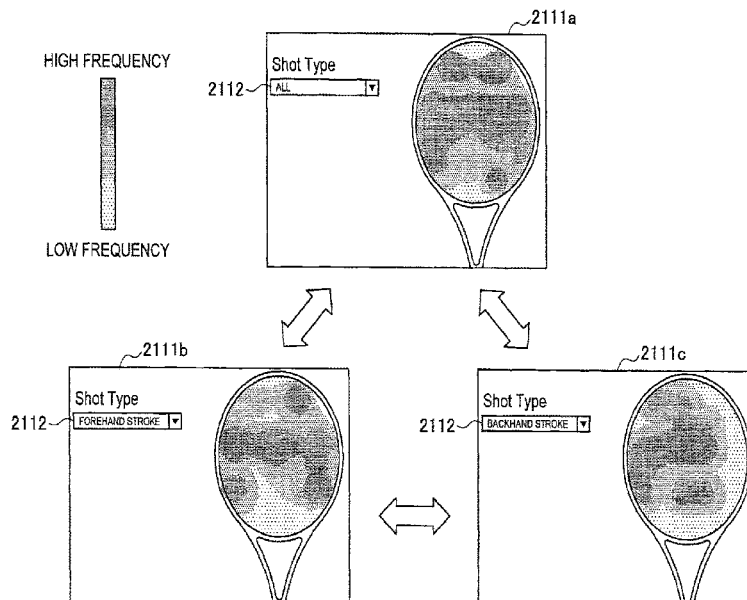 2111a
HIGH FREQUENCY
Shot Type
2112
ALL
LOW FREQUENCY
2111b
Shot Type
2112
FOREHAND STROKE
2111c
Shot Type
2112
BACKHAND STROKE